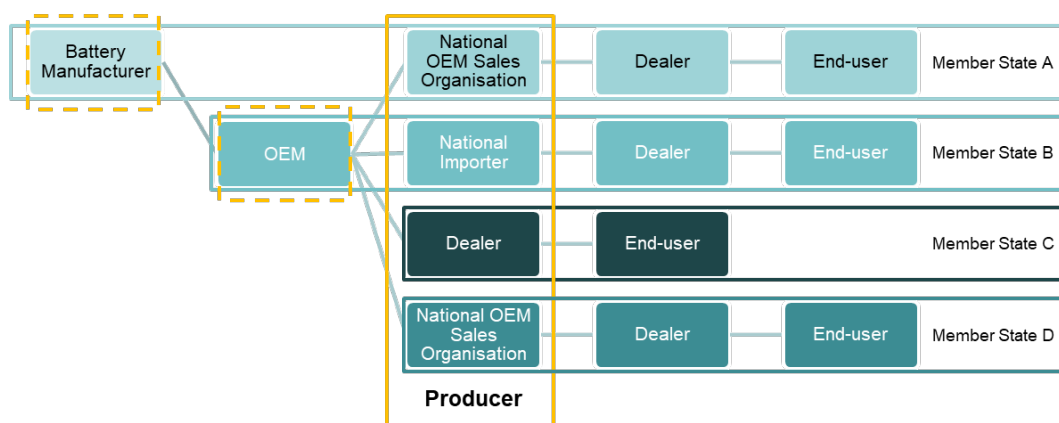 Battery
Manufacturer
National
OEM Sales
Organisation
Dealer
End-user
Member State A
OEM
National
Importer
Dealer
End-user
Member State B
Dealer
End-user
Member State C
National OEM
Sales
Organisation
Dealer
End-user
Member State D
Producer